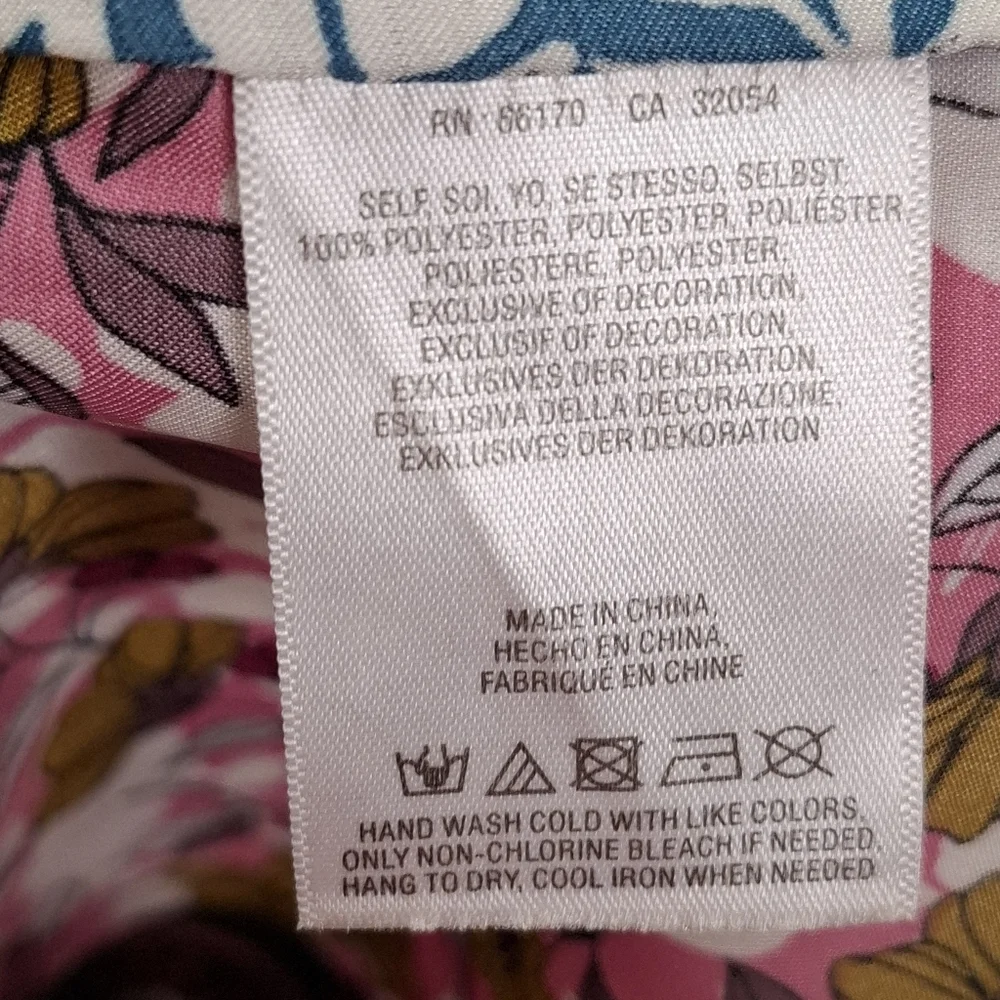 RN : 66170 CA : 32054
SELF, SOI, YO, SE STESSO, SELBST,
100% POLYESTER, POLYESTER, POLIESTER
POLIESTERE, POLYESTER,
EXCLUSIVE OF DECORATION,
EXCLUSIF OF DECORATION,
EXKLUSIVES DER DEKORATION,
ESCLUSIVA DELLA DECORAZIONE,
EXKLUSIVES DER DEKORATION
MADE IN CHINA,
HECHO EN CHINA,
FABRIQUÉ EN CHINE
HAND WASH COLD WITH LIKE COLORS,
ONLY NON-CHLORINE BLEACH IF NEEDED,
HANG TO DRY, COOL IRON WHEN NEEDED